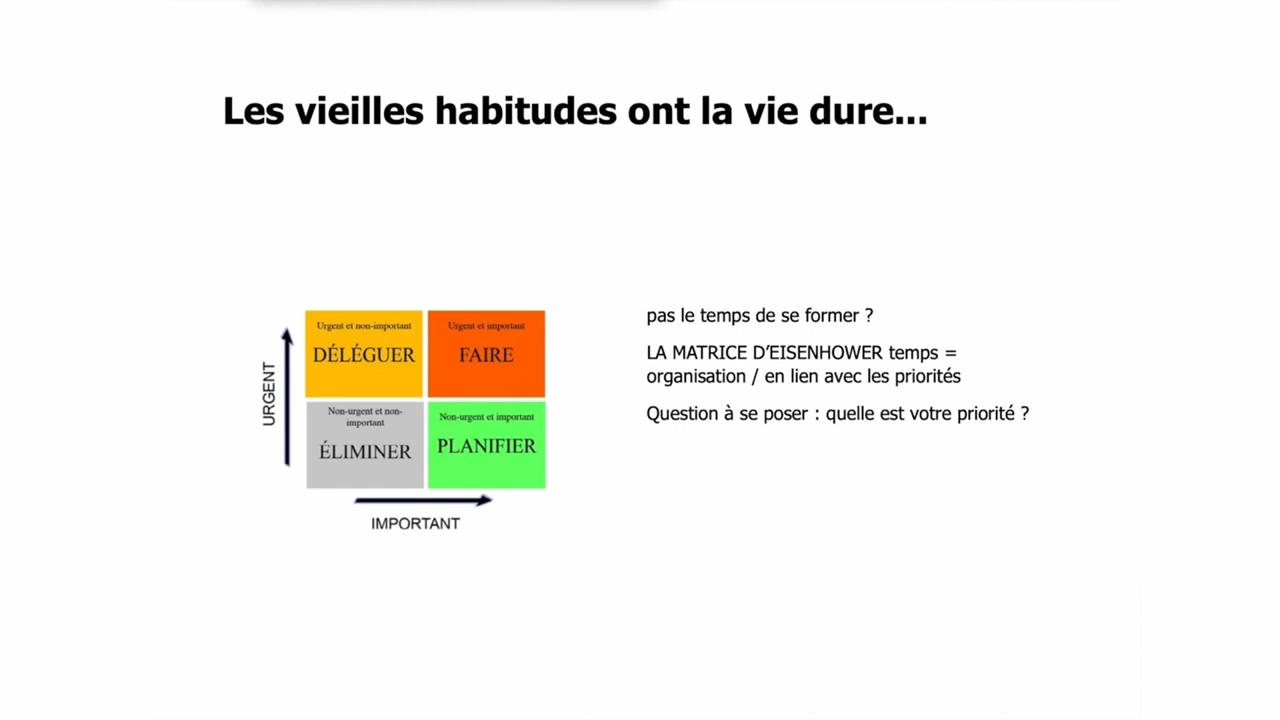 Les vieilles habitudes ont la vie dure...
Urgent et non-important
DÉLÉGUER
Urgent et important
FAIRE
Non-urgent et non-
important
ÉLIMINER
Non-urgent et important
PLANIFIER
URGENT
IMPORTANT
pas le temps de se former ?
LA MATRICE D’EISENHOWER temps =
organisation / en lien avec les priorités
Question à se poser : quelle est votre priorité ?